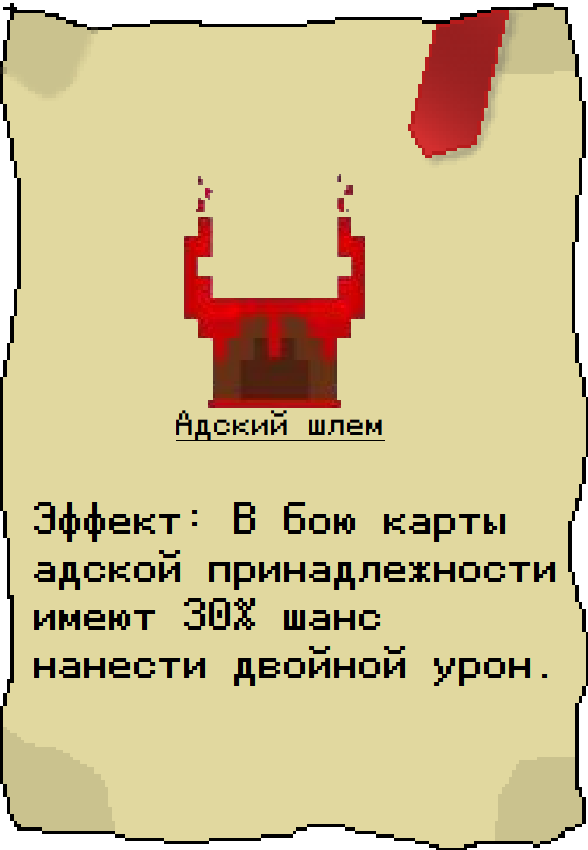 Адский шлем
Эффект: В бою карты
адской принадлежности
имеют 30% шанс
нанести двойной урон.